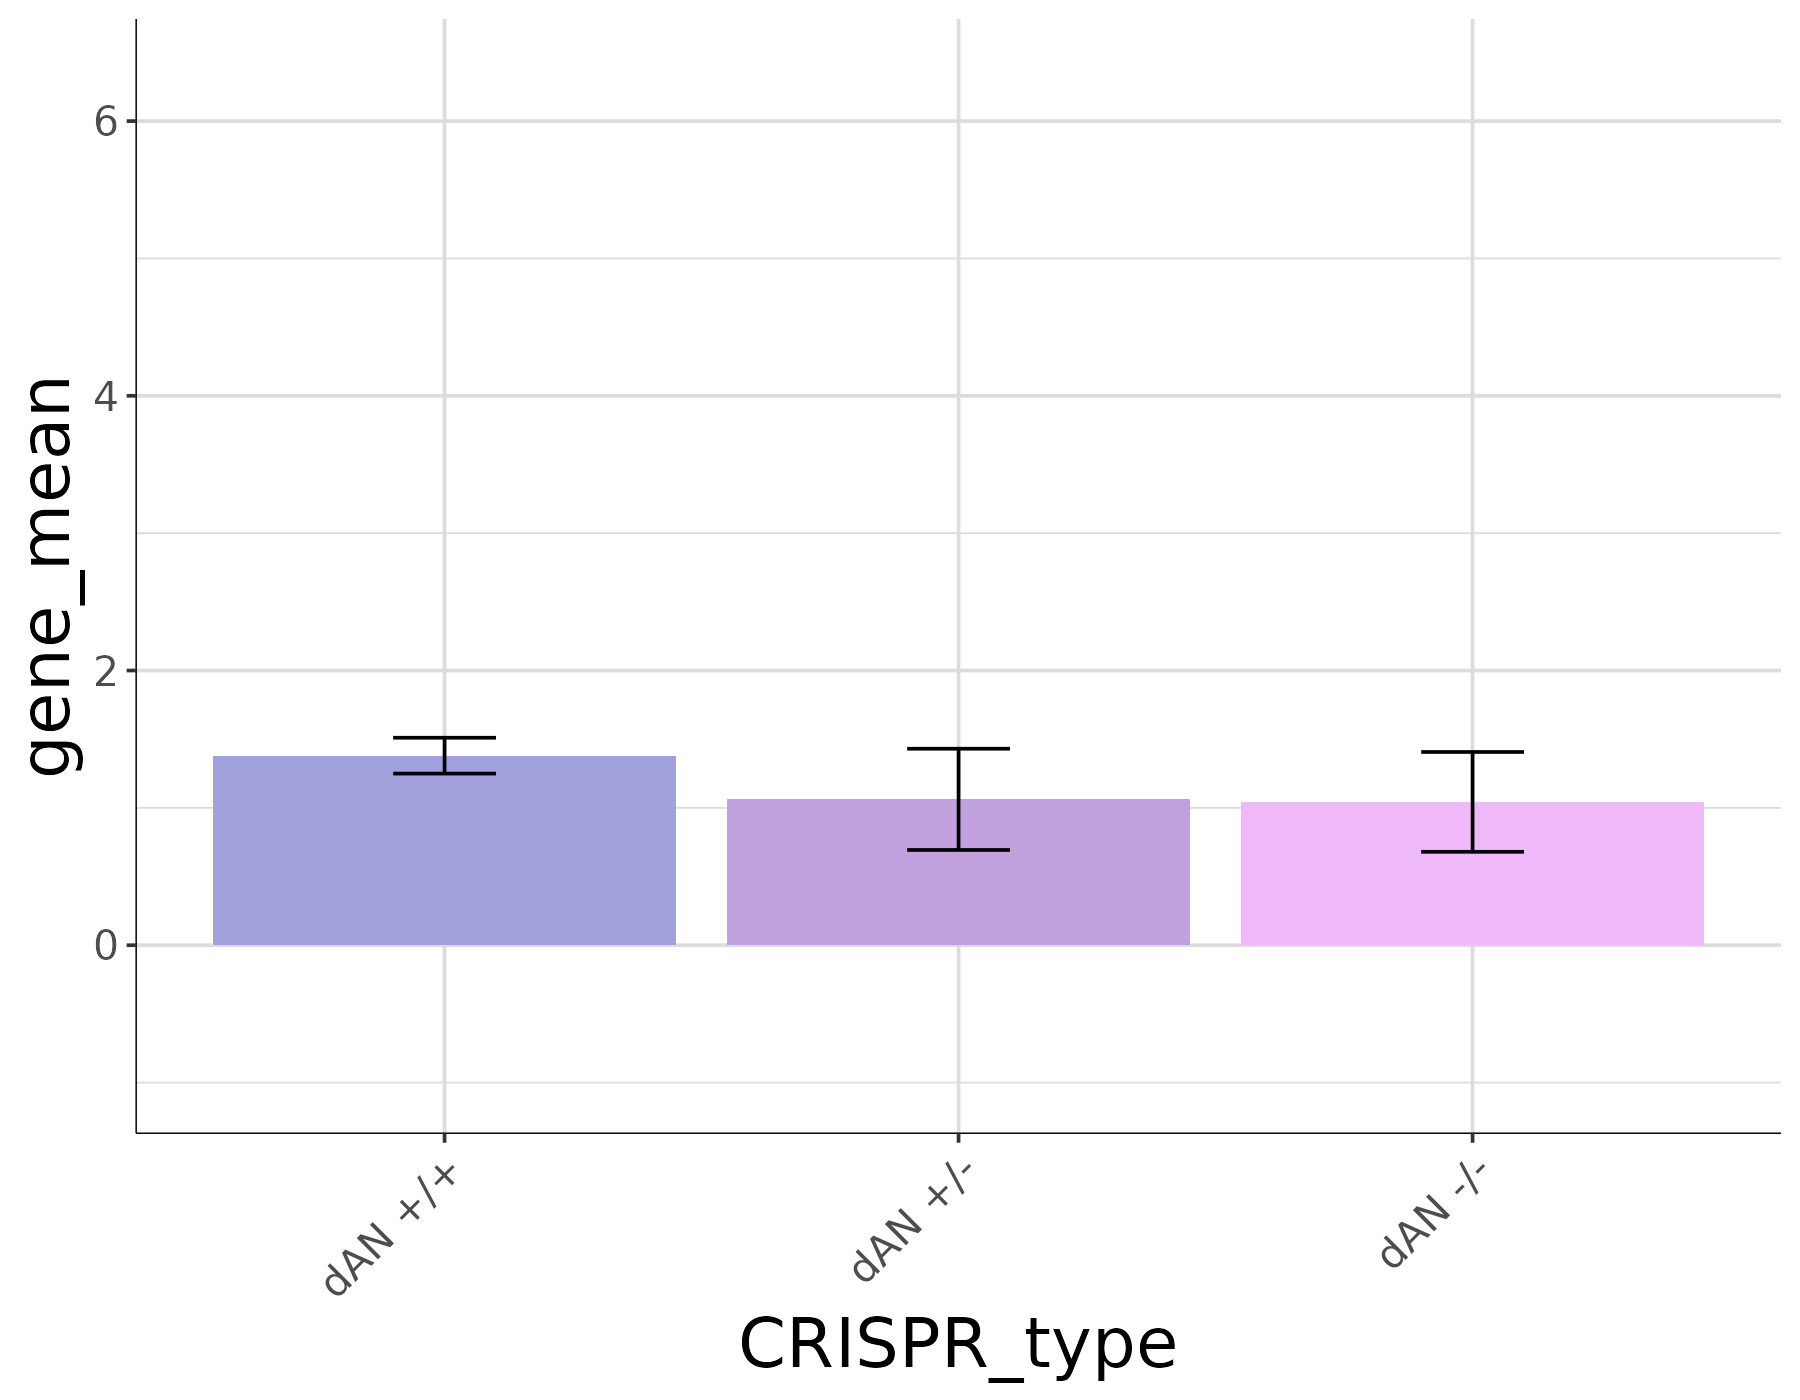 gene_mean
6
4
2
0
dAN +/+
dAN +/-
dAN -/-
CRISPR_type